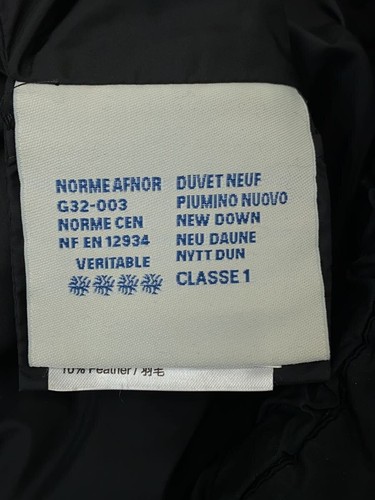 NORME AFNOR
G32-003
NORME CEN
NF EN 12934
VERITABLE
DUVET NEUF
PIUMINO NUOVO
NEW DOWN
NEU DAUNE
NYTT DUN
CLASSE 1
10% Feather / 羽毛